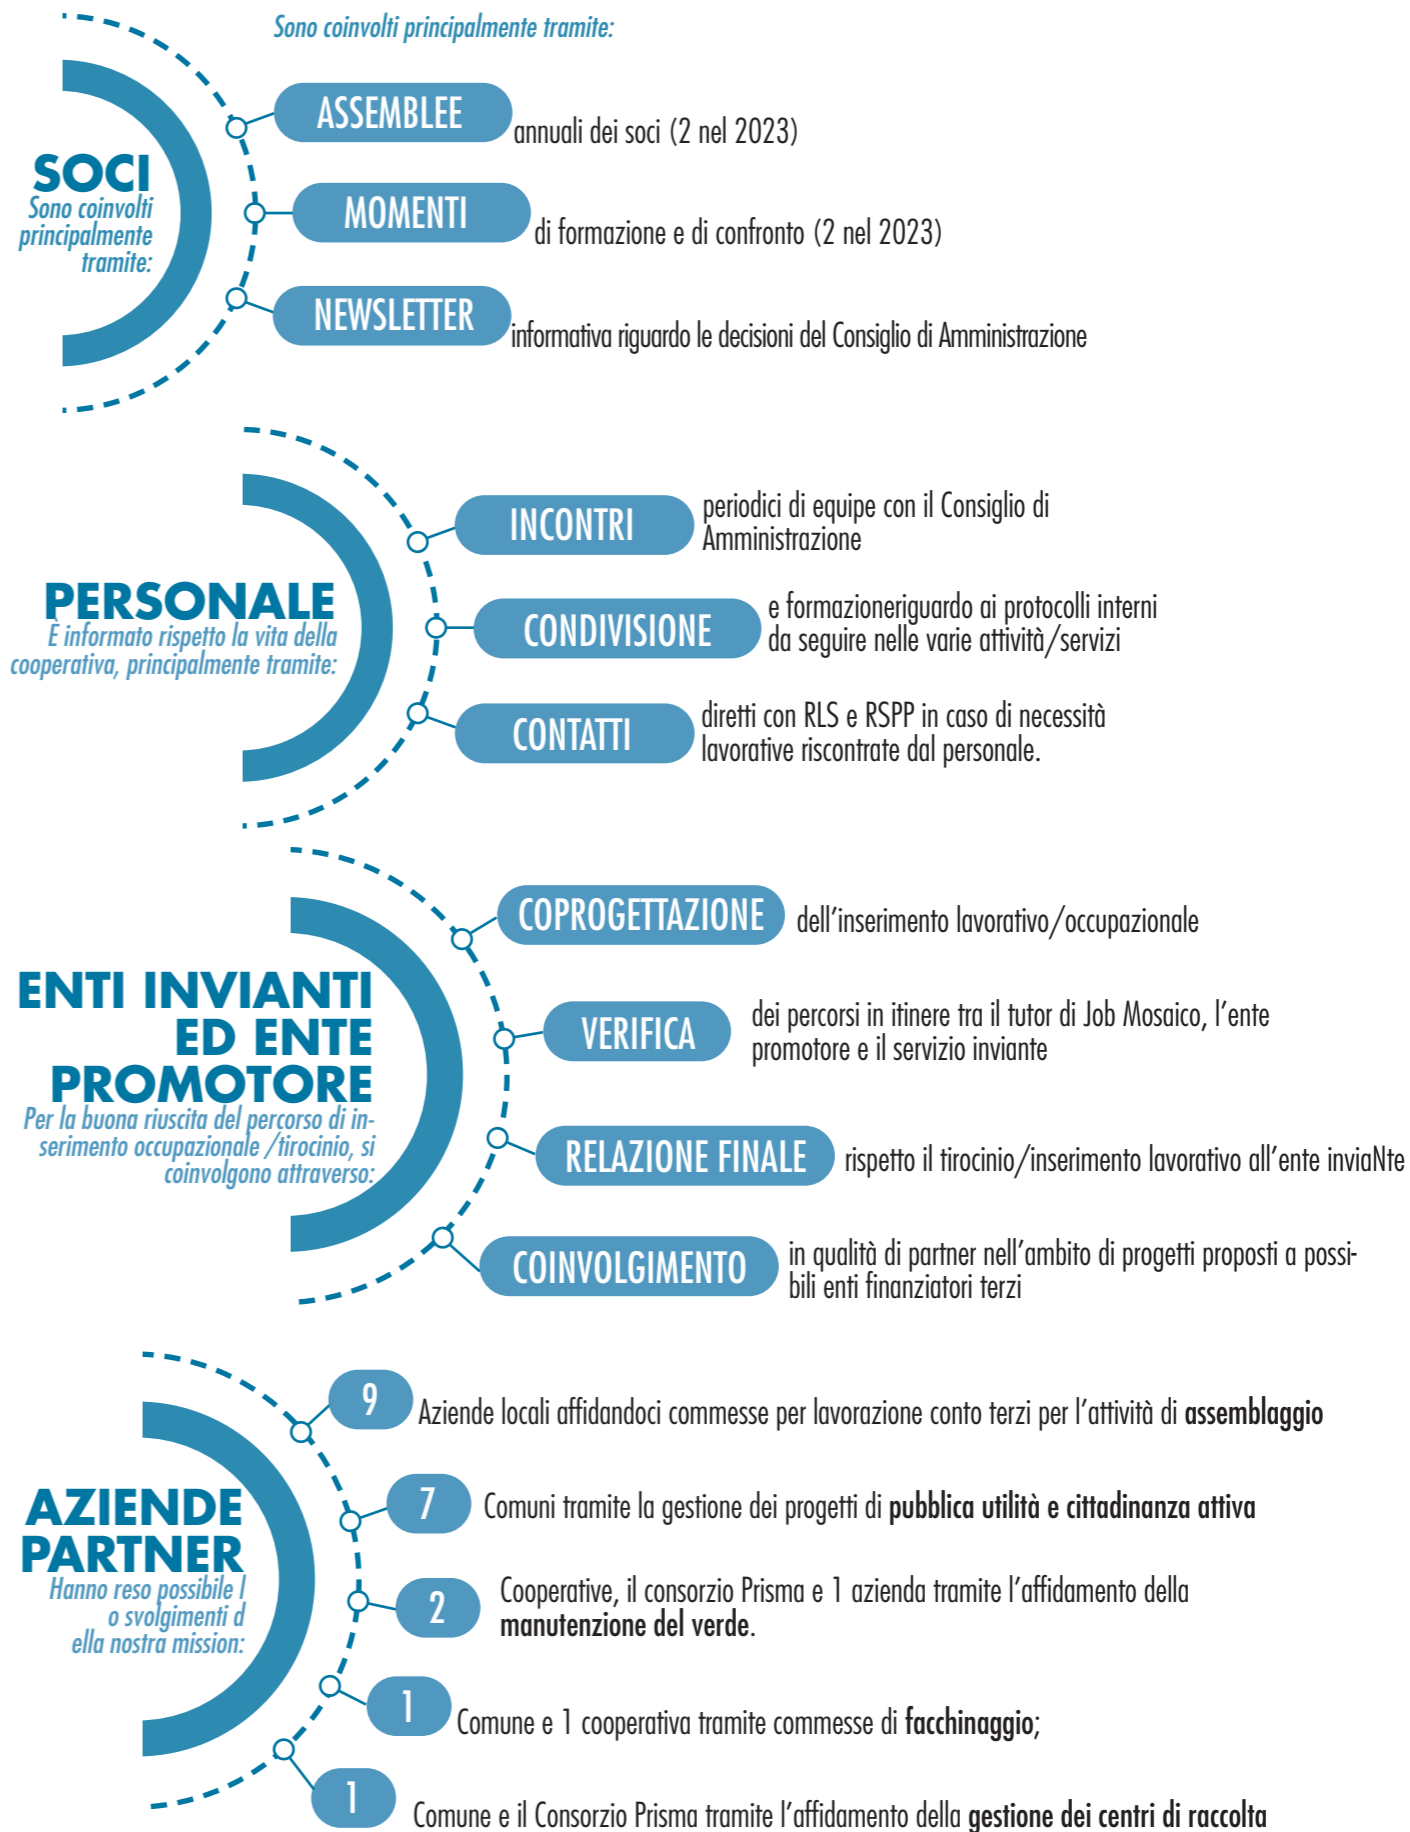 Sono coinvolti principalmente tramite:
SOCI
Sono coinvolti
principalmente
tramite:
ASSEMBLEE
annuali dei soci (2 nel 2023)
MOMENTI
di formazione e di confronto (2 nel 2023)
NEWSLETTER
informativa riguardo le decisioni del Consiglio di Amministrazione
PERSONALE
È informato rispetto la vita della
cooperativa, principalmente tramite:
INCONTRI
periodici di equipe con il Consiglio di
Amministrazione
CONDIVISIONE
e formazioneriguardo ai protocolli interni
da seguire nelle varie attività/servizi
CONTATTI
diretti con RLS e RSPP in caso di necessità
lavorative riscontrate dal personale.
ENTI INVIANTI
ED ENTE
PROMOTORE
Per la buona riuscita del percorso di in-
serimento occupazionale /tirocinio, si
coinvolgono attraverso:
COPROGETTAZIONE
dell'inserimento lavorativo/occupazionale
VERIFICA
dei percorsi in itinere tra il tutor di Job Mosaico, l'ente
promotore e il servizio inviante
RELAZIONE FINALE
rispetto il tirocinio/inserimento lavorativo all'ente inviaNte
COINVOLGIMENTO
in qualità di partner nell'ambito di progetti proposti a possi-
bili enti finanziatori terzi
AZIENDE
PARTNER
Hanno reso possibile l
o svolgimenti d
ella nostra mission:
9
Aziende locali affidandoci commesse per lavorazione conto terzi per l'attività di assemblaggio
7
Comuni tramite la gestione dei progetti di pubblica utilità e cittadinanza attiva
2
Cooperative, il consorzio Prisma e 1 azienda tramite l'affidamento della
manutenzione del verde.
1
Comune e 1 cooperativa tramite commesse di facchinaggio;
1
Comune e il Consorzio Prisma tramite l'affidamento della gestione dei centri di raccolta